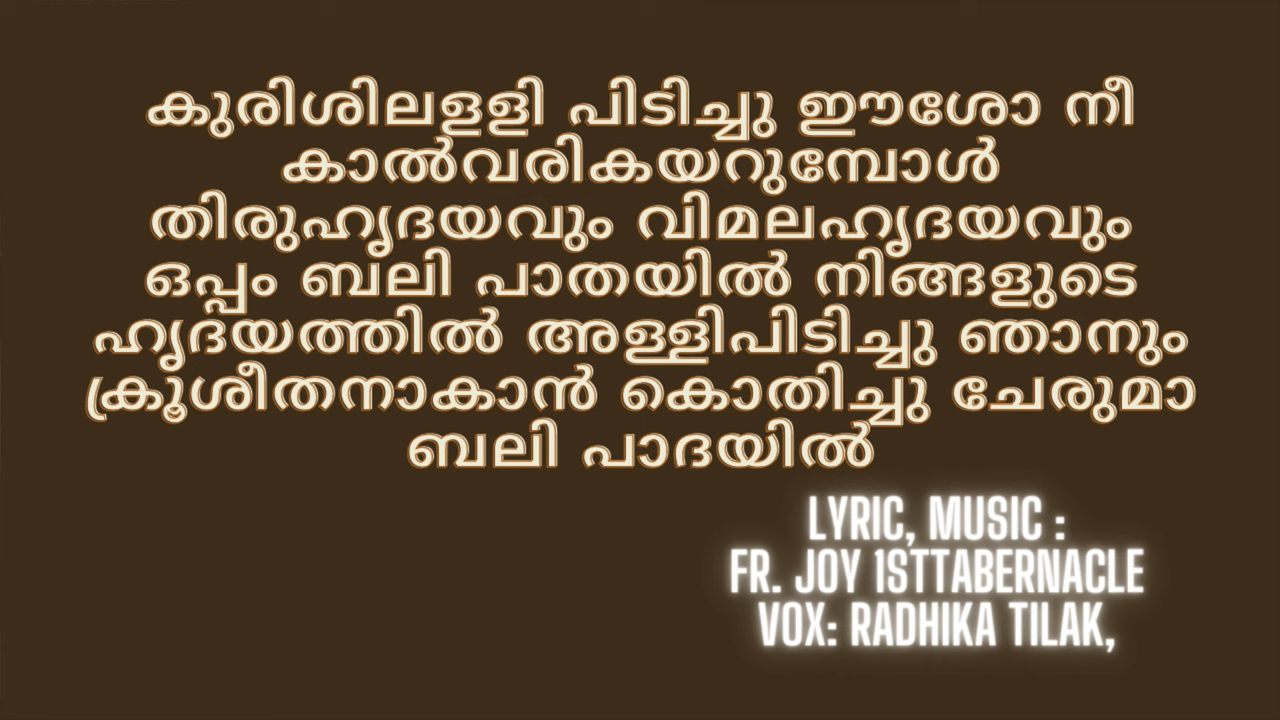 കുരിശിലളളി പിടിച്ചു ഈശോ നീ
കാൽവരികയറുമ്പോൾ
തിരുഹൃദയവും വിമലഹൃദയവും
ഒപ്പം ബലി പാതയിൽ നിങ്ങളുടെ
ഹൃദയത്തിൽ അള്ളിപിടിച്ചു ഞാനും
ക്രൂശീതനാകാൻ കൊതിച്ചു ചേരുമാ
ബലി പാദയിൽ
LYRIC, MUSIC :
FR. JOY 1STTABERNACLE
VOX: RADHIKA TILAK,